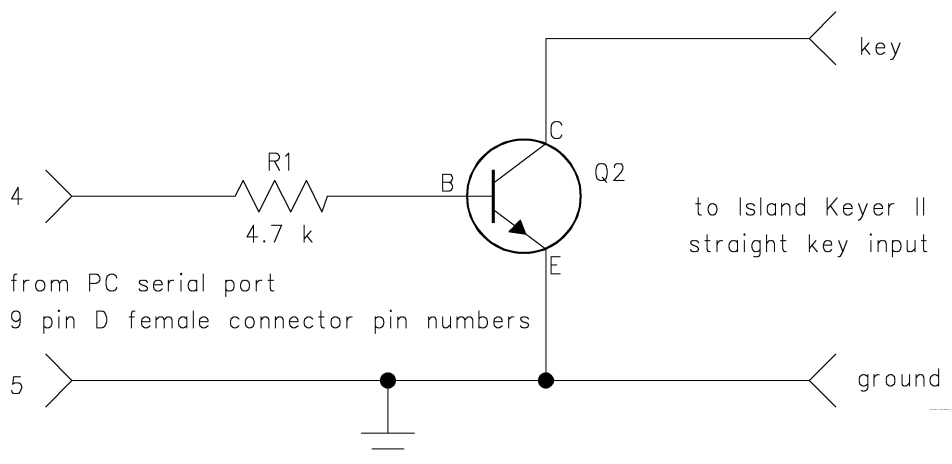 key
C
R1
B
Q2
4
4.7 k
to Island Keyer II
straight key input
E
from PC serial port
9 pin D female connector pin numbers
5
ground